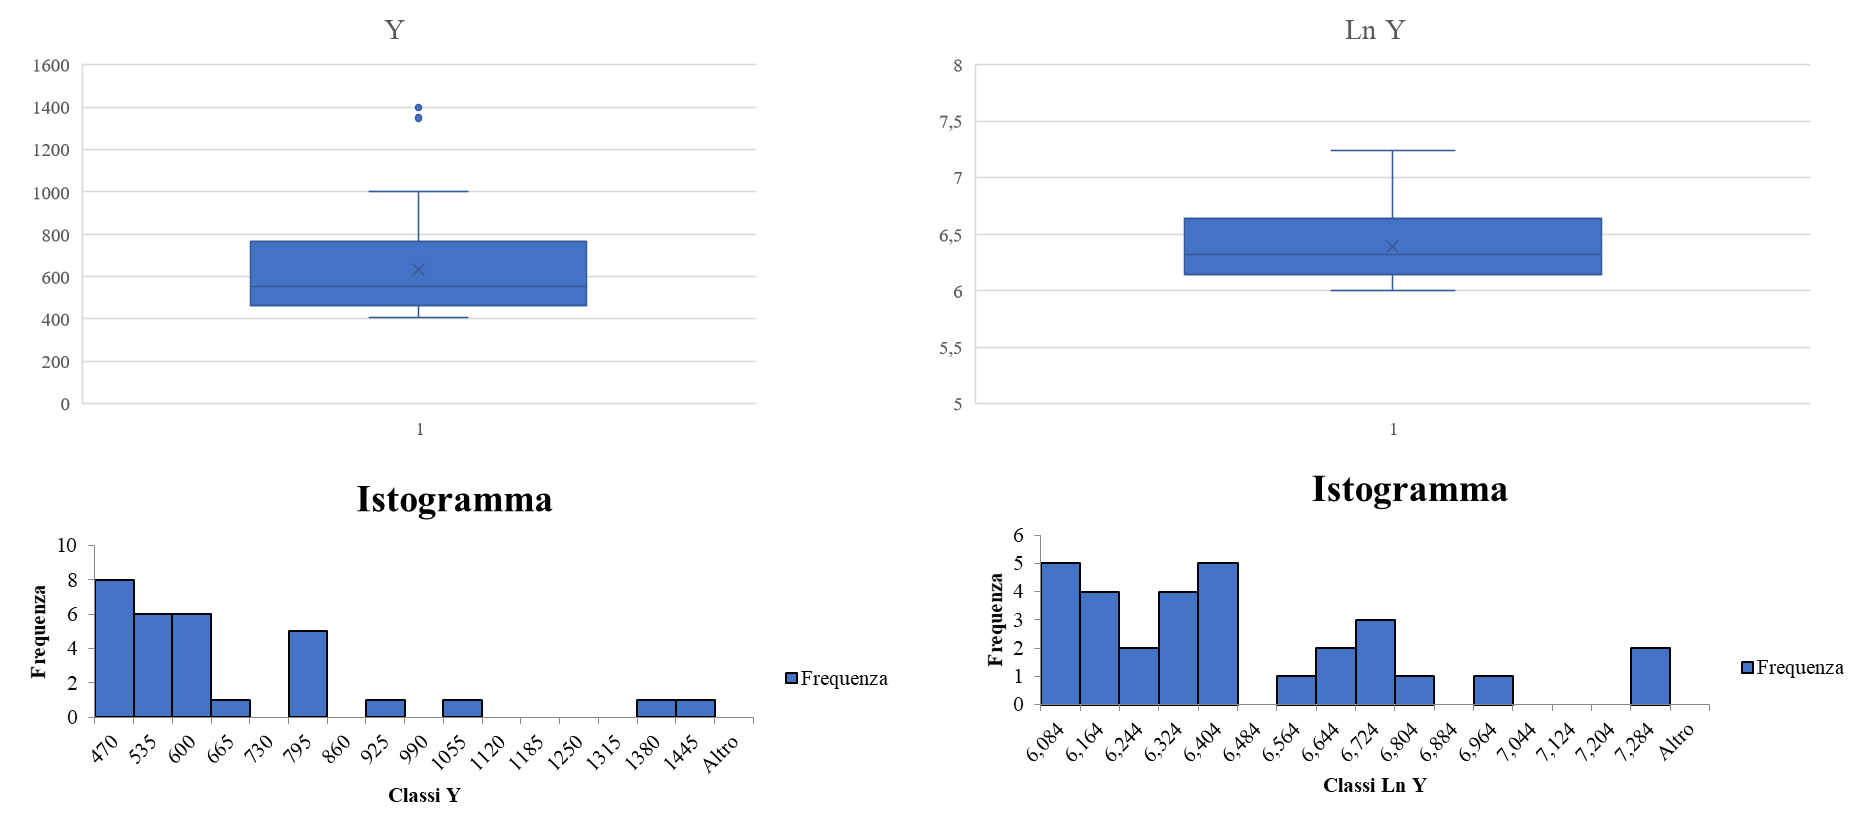 Y
1600
1400
1200
1000
800
600
400
200
0
1
Ln Y
8
7,5
7
6,5
6
5,5
5
1
Istogramma
10
8
6
4
2
0
Frequenza
470 535 600 665 730 795 860 925 990 1055 1120 1185 1250 1315 1380 1445 Altro
Classi Y
Frequenza
Istogramma
6
5
4
3
2
1
0
Frequenza
6,084 6,164 6,244 6,324 6,404 6,484 6,564 6,644 6,724 6,804 6,884 6,964 7,044 7,124 7,204 7,284 Altro
Classi Ln Y
Frequenza